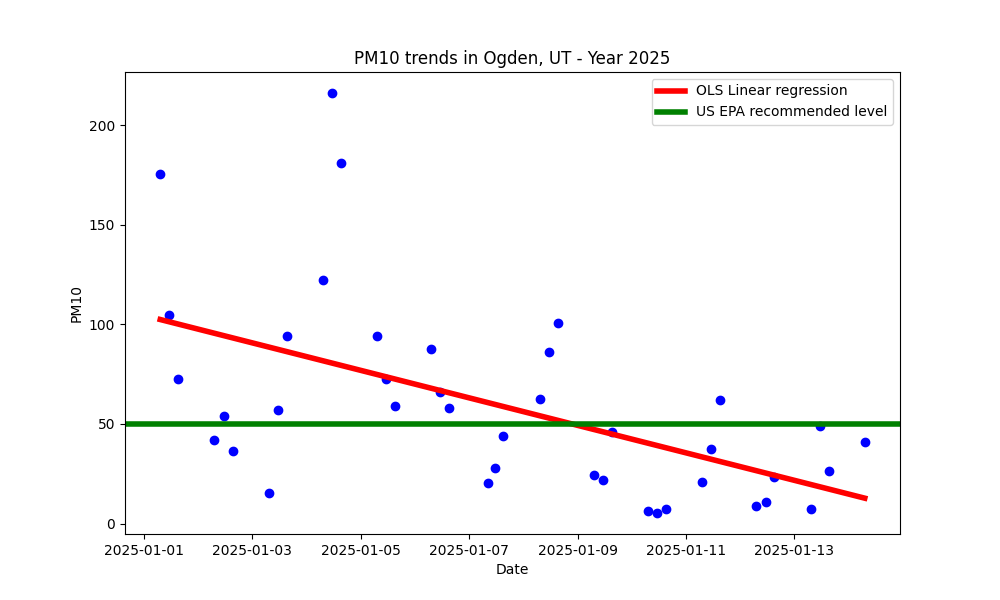 PM10 trends in Ogden, UT - Year 2025
OLS Linear regression
US EPA recommended level
200
150
100
50
0
PM10
2025-01-01 2025-01-03 2025-01-05 2025-01-07 2025-01-09 2025-01-11 2025-01-13
Date